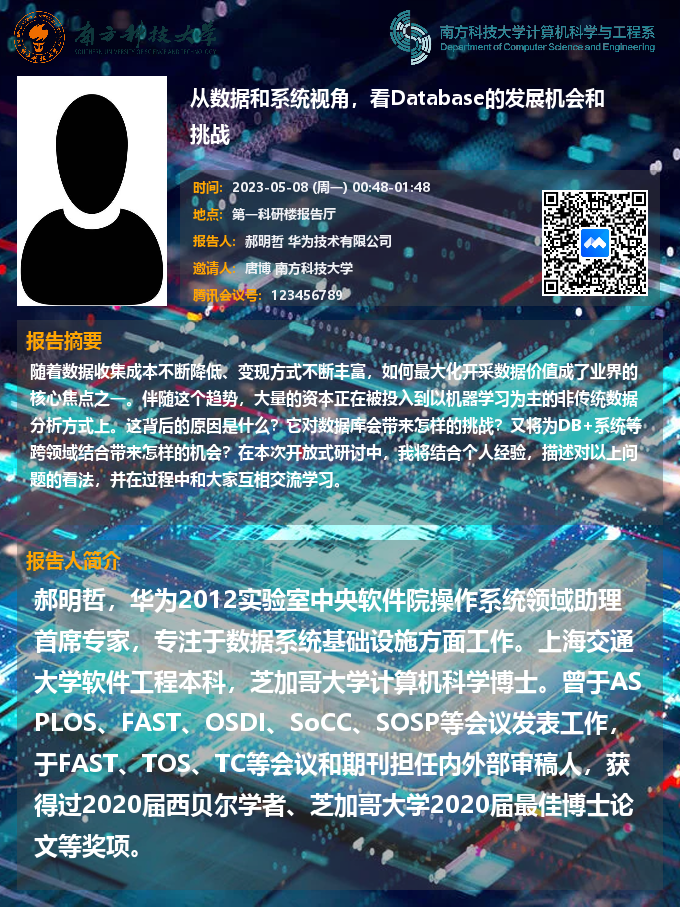 南方科技大学
SOUTHERN UNIVERSITY OF SCIENCE AND TECHNOLOGY
南方科技大学计算机科学与工程系
Department of Computer Science and Engineering
从数据和系统视角，看Database的发展机会和
挑战
时间：2023-05-08 (周一) 00:48-01:48
地点：第一科研楼报告厅
报告人：郝明哲 华为技术有限公司
邀请人：唐博 南方科技大学
腾讯会议号：123456789
报告摘要
随着数据收集成本不断降低、变现方式不断丰富，如何最大化开采数据价值成了业界的
核心焦点之一。伴随这个趋势，大量的资本正在被投入到以机器学习为主的非传统数据
分析方式上。这背后的原因是什么？它对数据库会带来怎样的挑战？又将为DB+系统等
跨领域结合带来怎样的机会？在本次开放式研讨中，我将结合个人经验，描述对以上问
题的看法，并在过程中和大家互相交流学习。
报告人简介
郝明哲，华为2012实验室中央软件院操作系统领域助理
首席专家，专注于数据系统基础设施方面工作。上海交通
大学软件工程本科，芝加哥大学计算机科学博士。曾于AS
PLOS、FAST、OSDI、SoCC、SOSP等会议发表工作，
于FAST、TOS、TC等会议和期刊担任内外部审稿人，获
得过2020届西贝尔学者、芝加哥大学2020届最佳博士论
文等奖项。